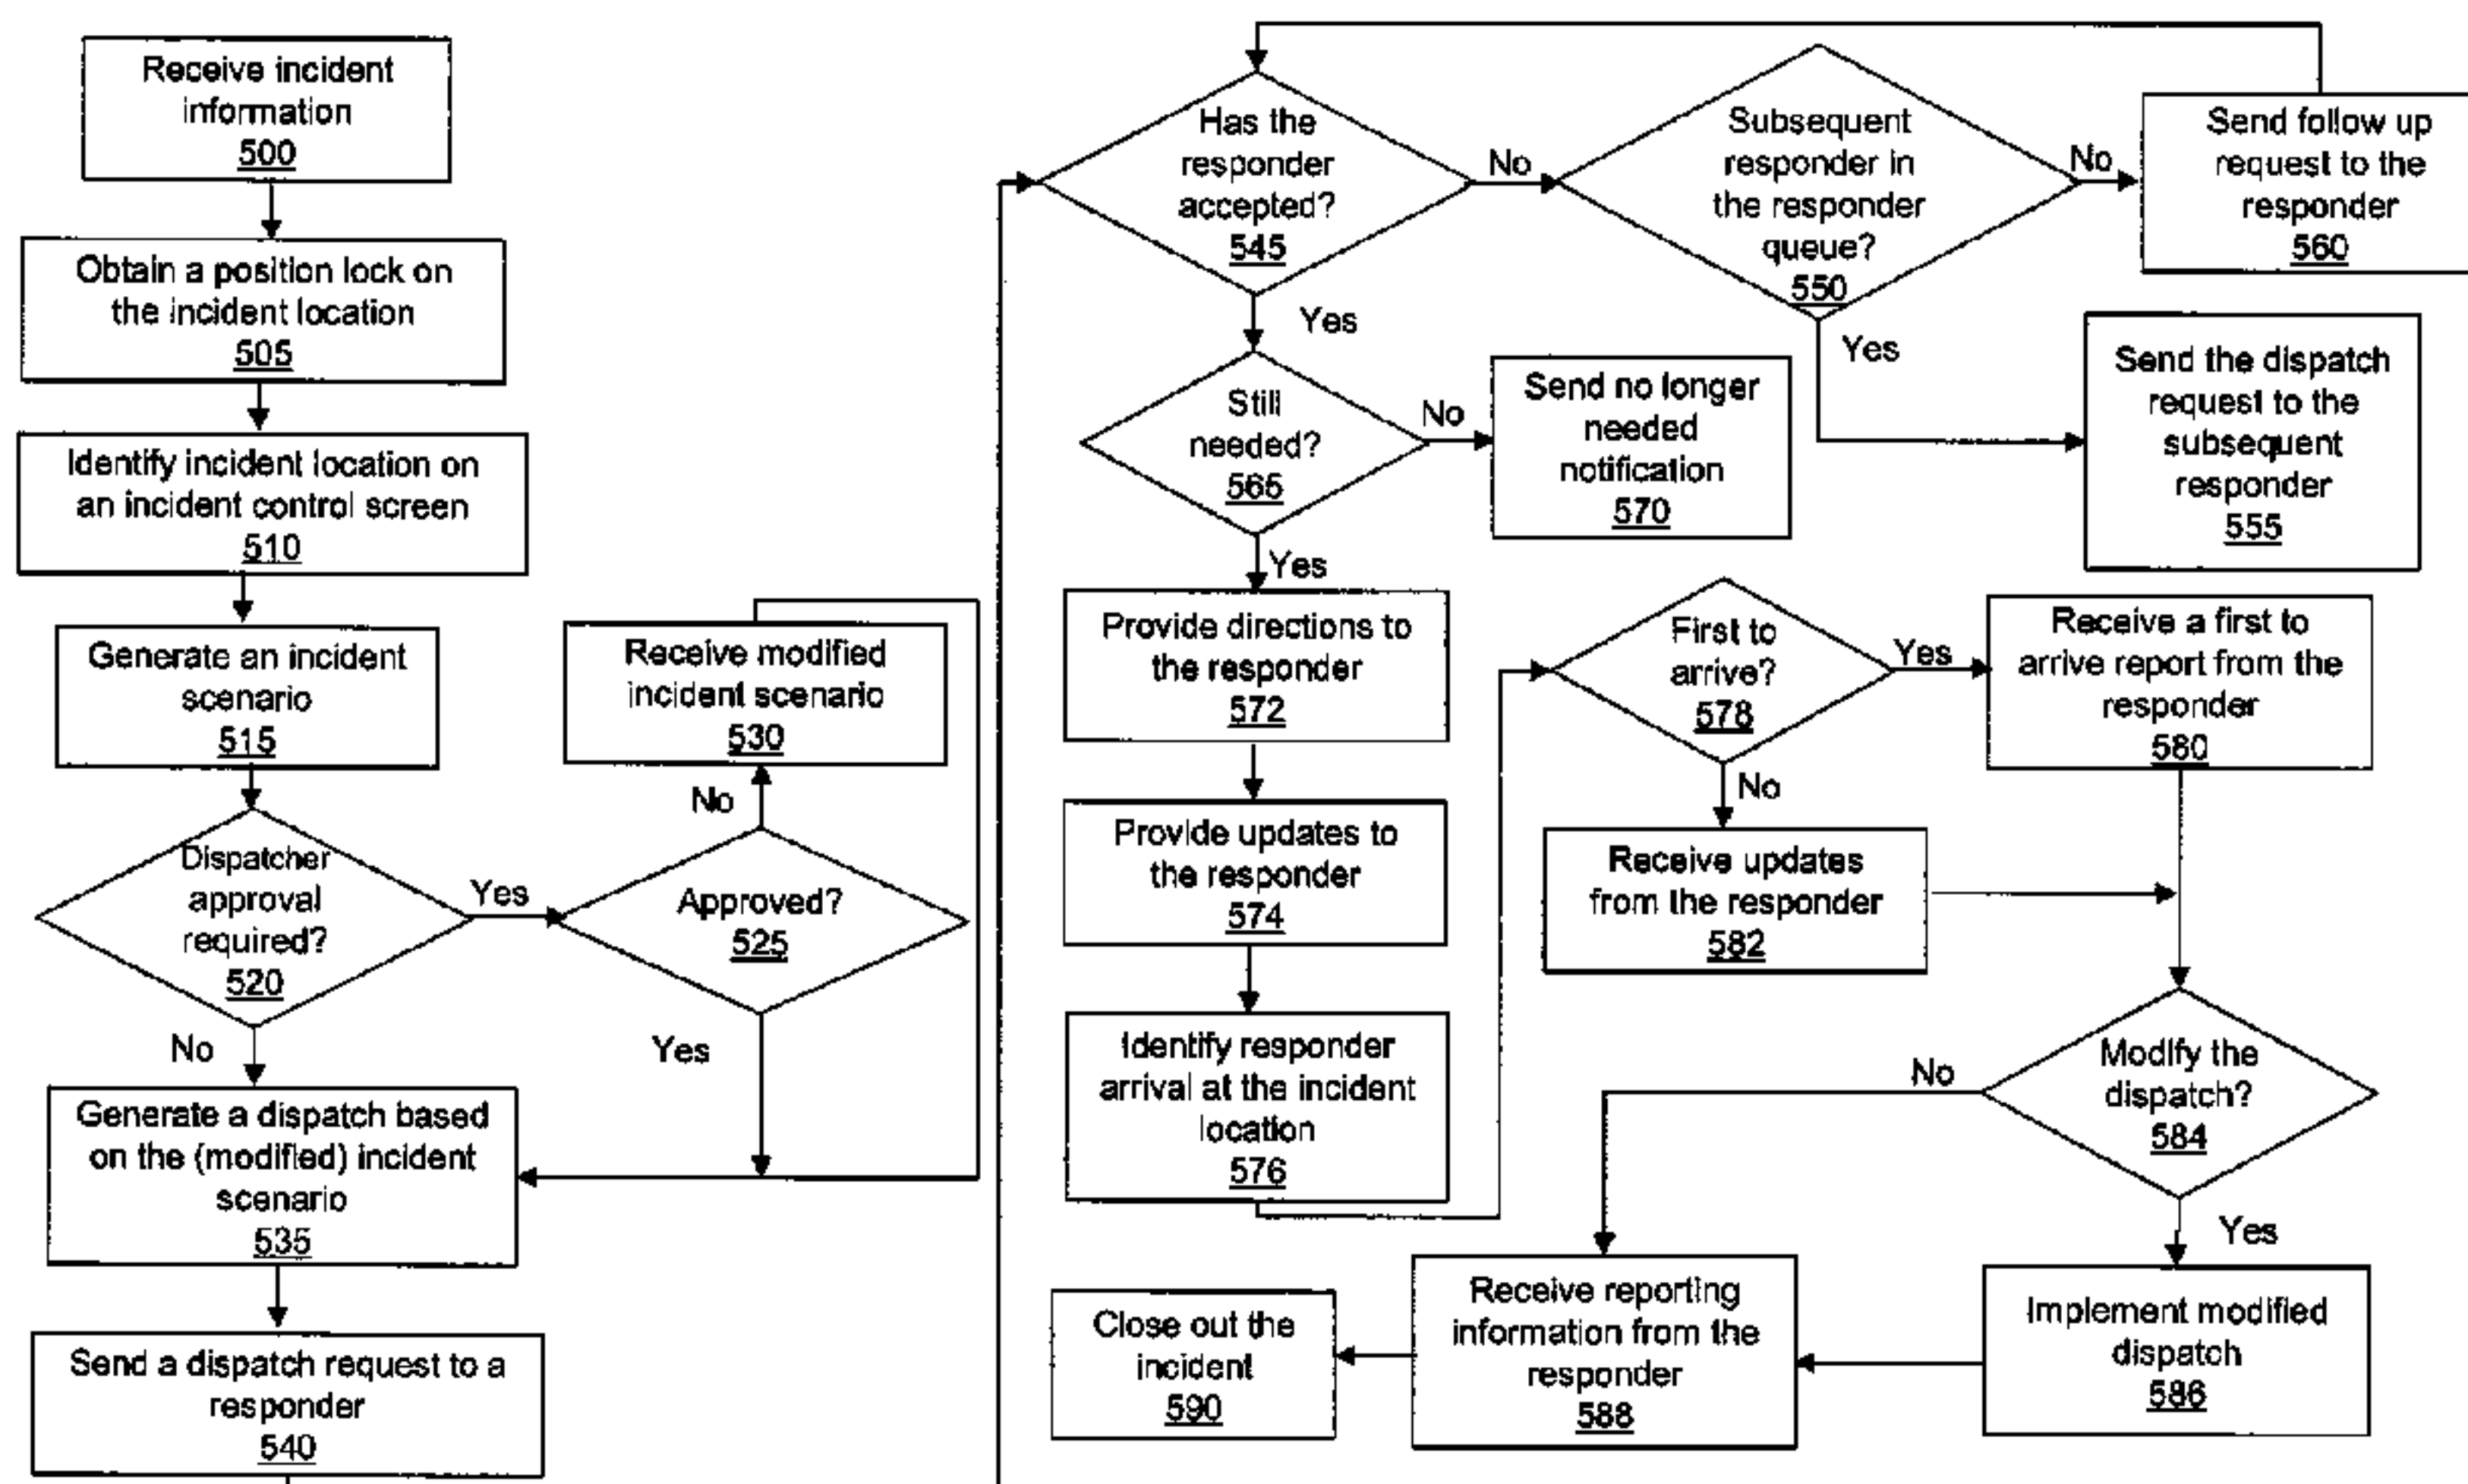 Receive incident
information
500
Obtain a position lock on
the incident location
505
Identify incident location on
an incident control screen
510
Generate an incident
scenario
515
Dispatcher
approval
required?
520
Yes
No
Approved?
525
No
Yes
Receive modified
incident scenario
530
Generate a dispatch based
on the (modified) incident
scenario
535
Send a dispatch request to a
responder
540
Has the
responder
accepted?
545
No
Yes
Subsequent
responder in
the responder
queue?
550
No
Yes
Send follow up
request to the
responder
560
Send the dispatch
request to the
subsequent
responder
555
Still
needed?
565
No
Yes
Send no longer
needed
notification
570
Provide directions to
the responder
572
Provide updates to
the responder
574
Identify responder
arrival at the incident
location
576
First to
arrive?
578
Yes
No
Receive a first to
arrive report from the
responder
580
Receive updates
from the responder
582
Modify the
dispatch?
584
No
Yes
Implement modified
dispatch
586
Receive reporting
information from the
responder
588
Close out the
incident
590